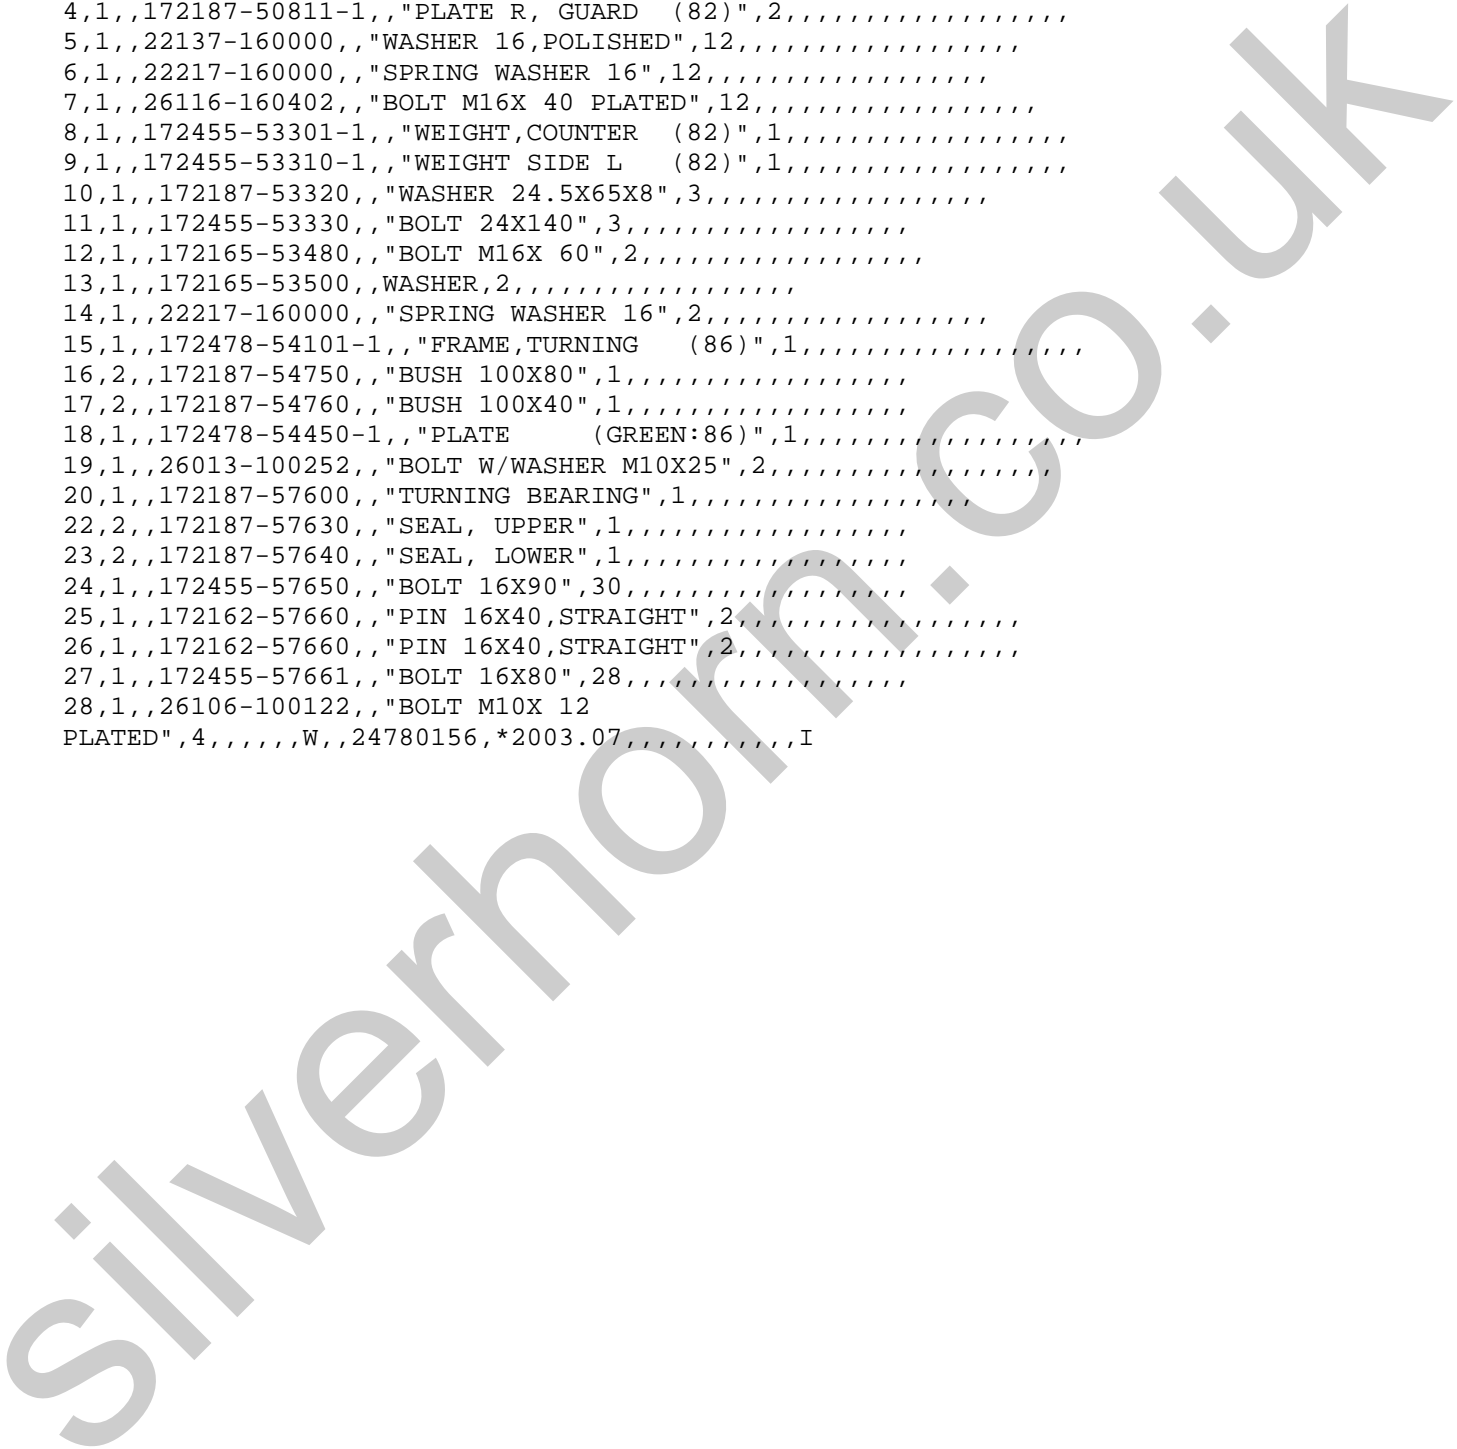 4,1,,172187-50811-1,,"PLATE R, GUARD  (82)",2,,,,,,,,,,,,,,,,,,
5,1,,22137-160000,,"WASHER 16,POLISHED",12,,,,,,,,,,,,,,,,,,
6,1,,22217-160000,,"SPRING WASHER 16",12,,,,,,,,,,,,,,,,,,
7,1,,26116-160402,,"BOLT M16X 40 PLATED",12,,,,,,,,,,,,,,,,,,
8,1,,172455-53301-1,,"WEIGHT,COUNTER  (82)",1,,,,,,,,,,,,,,,,,,
9,1,,172455-53310-1,,"WEIGHT SIDE L   (82)",1,,,,,,,,,,,,,,,,,,
10,1,,172187-53320,,"WASHER 24.5X65X8",3,,,,,,,,,,,,,,,,,,
11,1,,172455-53330,,"BOLT 24X140",3,,,,,,,,,,,,,,,,,,
12,1,,172165-53480,,"BOLT M16X 60",2,,,,,,,,,,,,,,,,,,
13,1,,172165-53500,,WASHER,2,,,,,,,,,,,,,,,,,,
14,1,,22217-160000,,"SPRING WASHER 16",2,,,,,,,,,,,,,,,,,,
15,1,,172478-54101-1,,"FRAME,TURNING   (86)",1,,,,,,,,,,,,,,,,,,
16,2,,172187-54750,,"BUSH 100X80",1,,,,,,,,,,,,,,,,,,
17,2,,172187-54760,,"BUSH 100X40",1,,,,,,,,,,,,,,,,,,
18,1,,172478-54450-1,,"PLATE     (GREEN:86)",1,,,,,,,,,,,,,,,,,,
19,1,,26013-100252,,"BOLT W/WASHER M10X25",2,,,,,,,,,,,,,,,,,,
20,1,,172187-57600,,"TURNING BEARING",1,,,,,,,,,,,,,,,,,,
22,2,,172187-57630,,"SEAL, UPPER",1,,,,,,,,,,,,,,,,,,
23,2,,172187-57640,,"SEAL, LOWER",1,,,,,,,,,,,,,,,,,,
24,1,,172455-57650,,"BOLT 16X90",30,,,,,,,,,,,,,,,,,,
25,1,,172162-57660,,"PIN 16X40,STRAIGHT",2,,,,,,,,,,,,,,,,,,
26,1,,172162-57660,,"PIN 16X40,STRAIGHT",2,,,,,,,,,,,,,,,,,,
27,1,,172455-57661,,"BOLT 16X80",28,,,,,,,,,,,,,,,,,,
28,1,,26106-100122,,"BOLT M10X 12
PLATED",4,,,,,,W,,24780156,*2003.07,,,,,,,,,,,I
silverhorn.co.uk